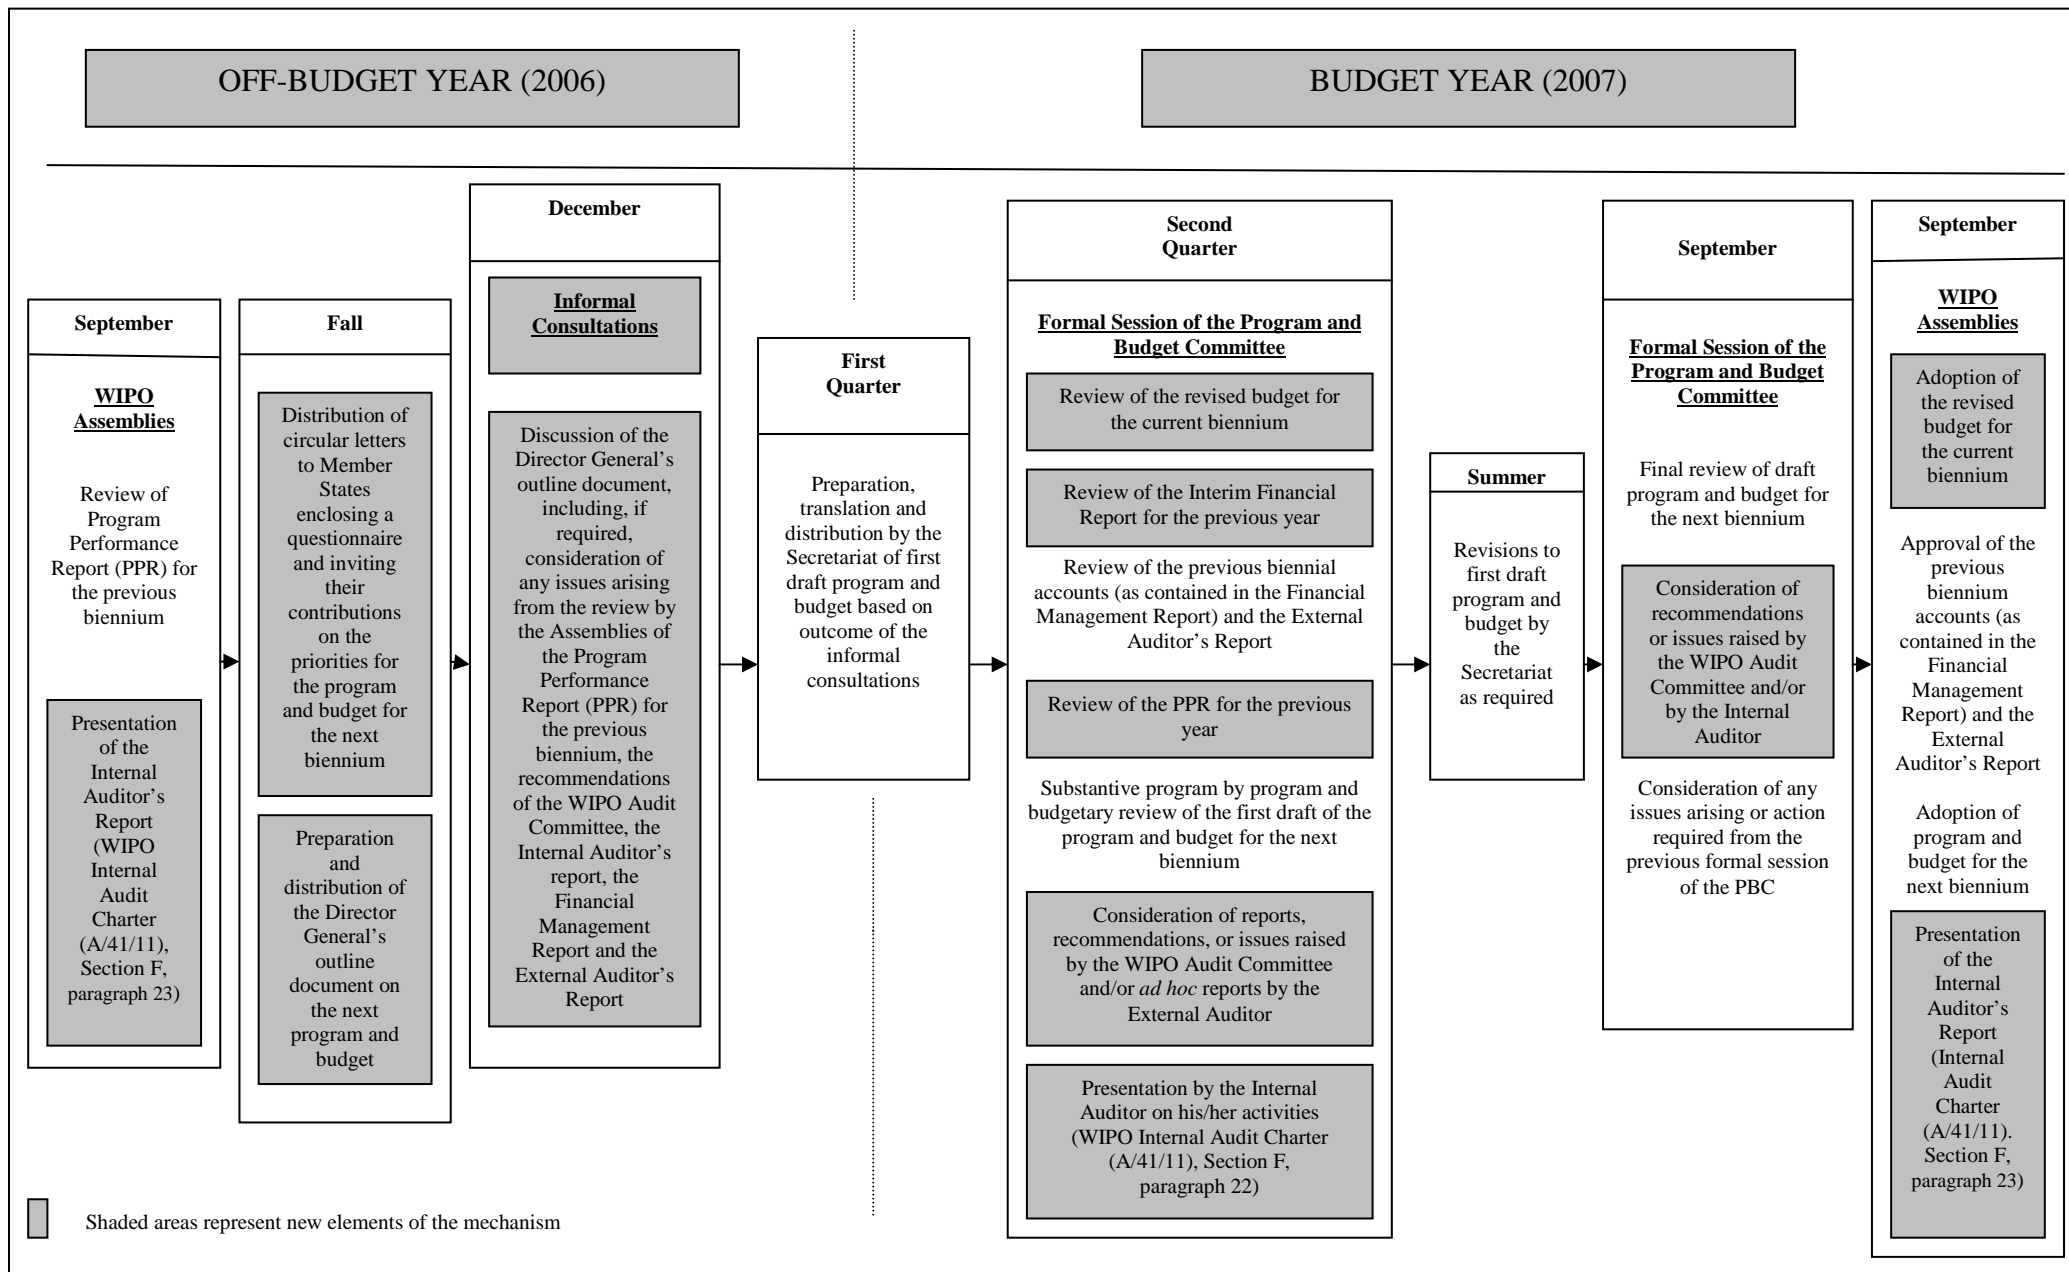 OFF-BUDGET YEAR (2006)
BUDGET YEAR (2007)
September
WIPO
Assemblies
Review of
Program
Performance
Report (PPR) for
the previous
biennium
Presentation
of the
Internal
Auditor’s
Report
(WIPO
Internal
Audit
Charter
(A/41/11),
Section F,
paragraph 23)
Fall
Distribution of
circular letters
to Member
States
enclosing a
questionnaire
and inviting
their
contributions
on the
priorities for
the program
and budget for
the next
biennium
Preparation
and
distribution of
the Director
General’s
outline
document on
the next
program and
budget
December
Informal
Consultations
Discussion of the
Director General’s
outline document,
including, if
required,
consideration of
any issues arising
from the review by
the Assemblies of
the Program
Performance
Report (PPR) for
the previous
biennium, the
recommendations
of the WIPO Audit
Committee, the
Internal Auditor’s
report, the
Financial
Management
Report and the
External Auditor’s
Report
First
Quarter
Preparation,
translation and
distribution by the
Secretariat of first
draft program and
budget based on
outcome of the
informal
consultations
Second
Quarter
Formal Session of the Program and
Budget Committee
Review of the revised budget for
the current biennium
Review of the Interim Financial
Report for the previous year
Review of the previous biennial
accounts (as contained in the Financial
Management Report) and the External
Auditor’s Report
Review of the PPR for the previous
year
Substantive program by program and
budgetary review of the first draft of the
program and budget for the next
biennium
Consideration of reports,
recommendations, or issues raised
by the WIPO Audit Committee
and/or ad hoc reports by the
External Auditor
Presentation by the Internal
Auditor on his/her activities
(WIPO Internal Audit Charter
(A/41/11), Section F,
paragraph 22)
Summer
Revisions to
first draft
program and
budget by
the
Secretariat
as required
September
Formal Session of the
Program and Budget
Committee
Final review of draft
program and budget for
the next biennium
Consideration of
recommendations
or issues raised by
the WIPO Audit
Committee and/or
by the Internal
Auditor
Consideration of any
issues arising or action
required from the
previous formal session
of the PBC
September
WIPO
Assemblies
Adoption of
the revised
budget for
the current
biennium
Approval of the
previous
biennium
accounts (as
contained in the
Financial
Management
Report) and the
External
Auditor’s Report
Adoption of
program and
budget for the
next biennium
Presentation
of the
Internal
Auditor’s
Report
(Internal
Audit
Charter
(A/41/11).
Section F,
paragraph 23)
Shaded areas represent new elements of the mechanism